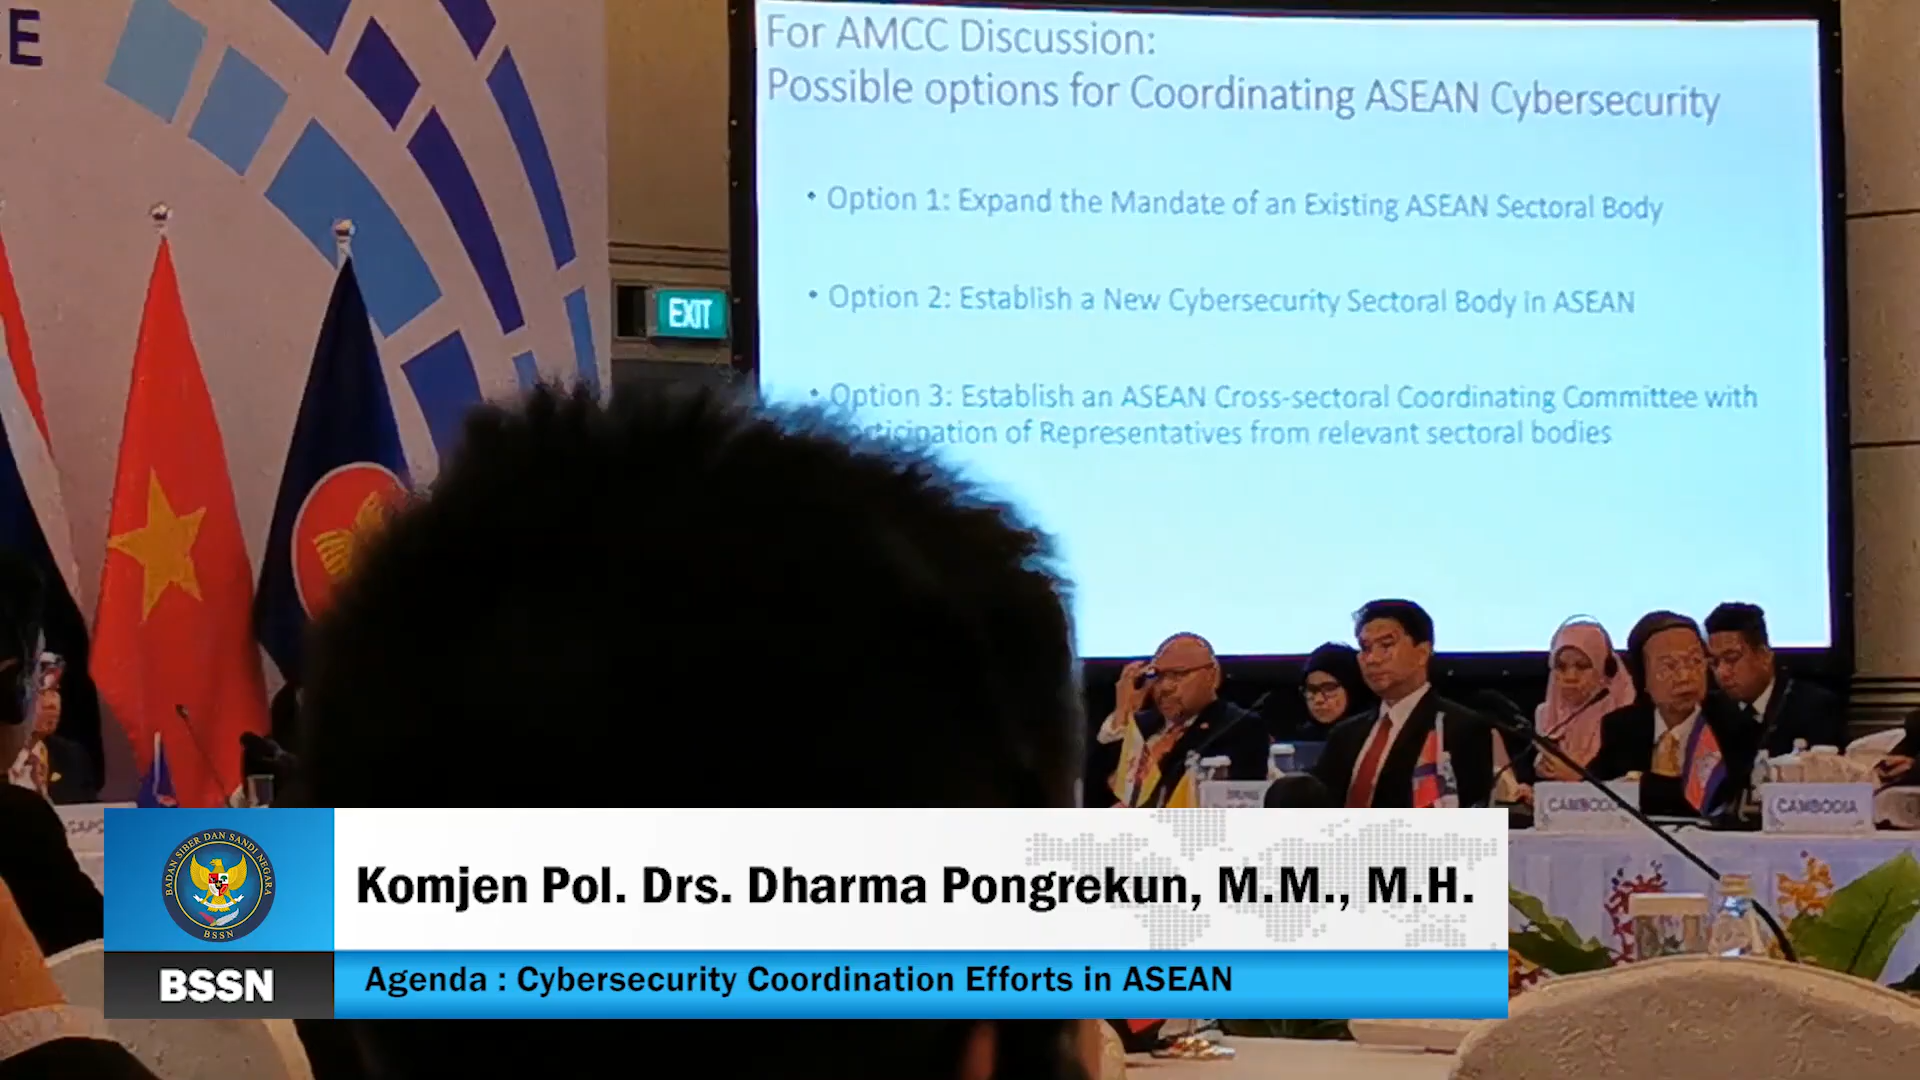 E
For AMCC Discussion:
Possible options for Coordinating ASEAN Cybersecurity
• Option 1: Expand the Mandate of an Existing ASEAN Sectoral Body
• Option 2: Establish a New Cybersecurity Sectoral Body in ASEAN
• Option 3: Establish an ASEAN Cross-sectoral Coordinating Committee with
of Representatives from relevant sectoral bodies
EXIT
CAMBODIA
CAMBODIA
BADAN SIBER DAN SANDI NEGARA
BSSN
BSSN
Komjen Pol. Drs. Dharma Pongrekun, M.M., M.H.
Agenda : Cybersecurity Coordination Efforts in ASEAN